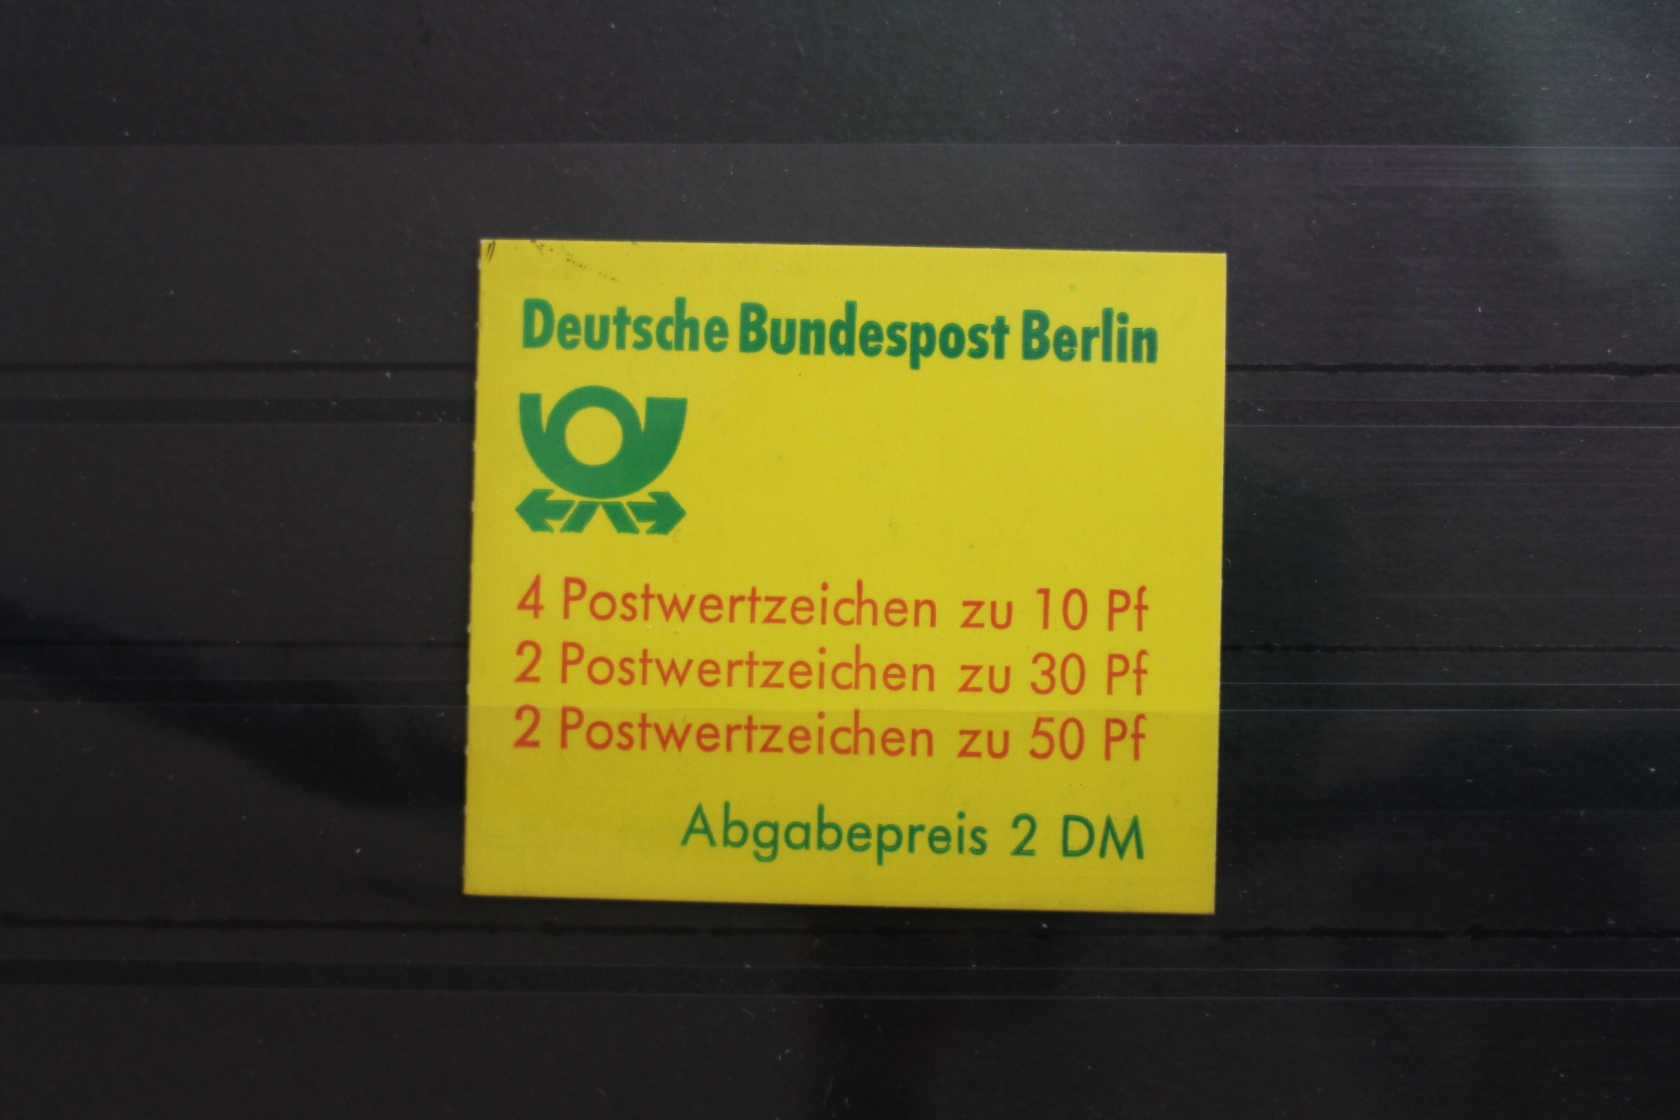 Deutsche Bundespost Berlin
4 Postwertzeichen zu 10 Pf
2 Postwertzeichen zu 30 Pf
2 Postwertzeichen zu 50 Pf
Abgabepreis 2 DM